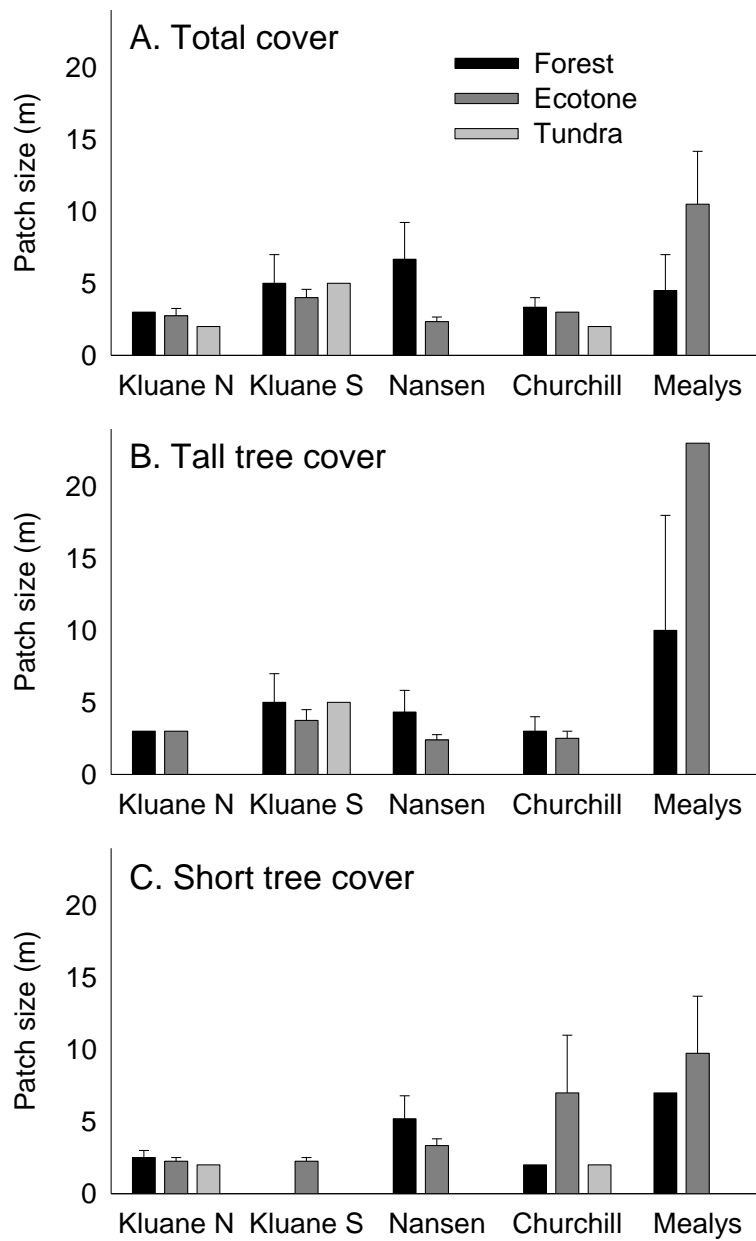 A. Total cover
Forest
Ecotone
Tundra
Patch size (m)
20
15
10
5
0
Kluane N Kluane S Nansen Churchill Mealys
B. Tall tree cover
Patch size (m)
20
15
10
5
0
Kluane N Kluane S Nansen Churchill Mealys
C. Short tree cover
Patch size (m)
20
15
10
5
0
Kluane N Kluane S Nansen Churchill Mealys